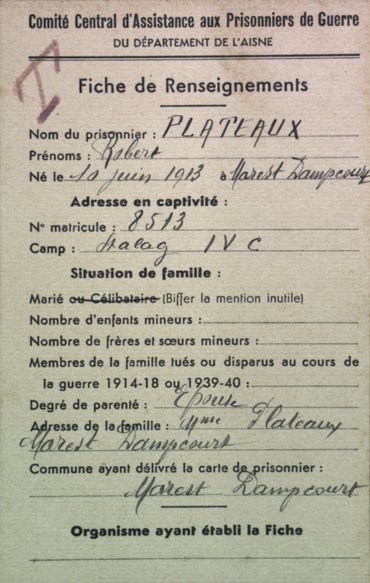 Comité Central d'Assistance aux Prisonniers de Guerre
DU DÉPARTEMENT DE L'AISNE
I
Fiche de Renseignements
Nom du prisonnier : PLATEAUX
Prénoms : Robert
Né le 10 juin 1913 à Marest Dampcourt
Adresse en captivité :
N° matricule : 8513
Camp : Stalag IV C
Situation de famille :
Marié ou Célibataire (Biffer la mention inutile)
Nombre d'enfants mineurs :
Nombre de frères et sœurs mineurs :
Membres de la famille tués ou disparus au cours de
la guerre 1914-18 ou 1939-40 :
Degré de parenté : Epouse
Adresse de la famille : Mme Plateaux
Marest Dampcourt
Commune ayant délivré la carte de prisonnier :
Marest Dampcourt
Organisme ayant établi la Fiche